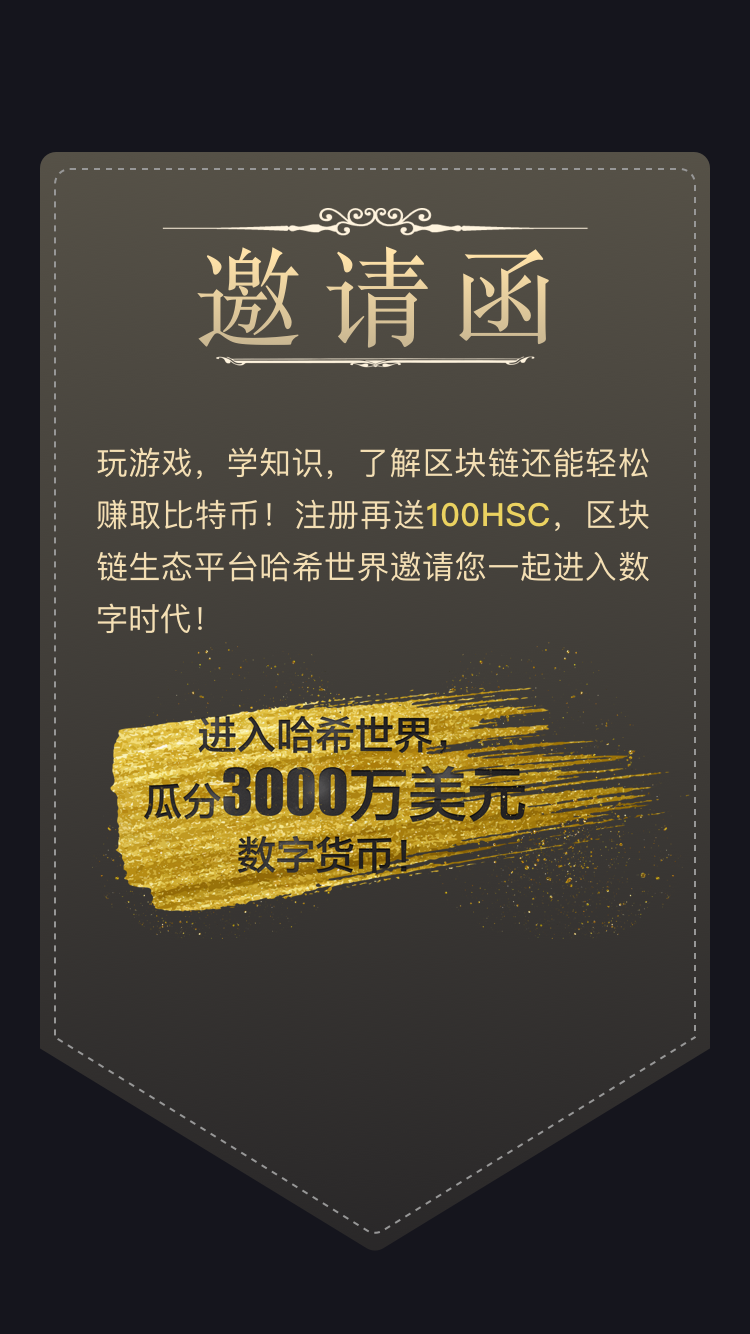 邀请函
玩游戏，学知识，了解区块链还能轻松
赚取比特币！注册再送100HSC，区块
链生态平台哈希世界邀请您一起进入数
字时代！
进入哈希世界，
瓜分3000万美元
数字货币！